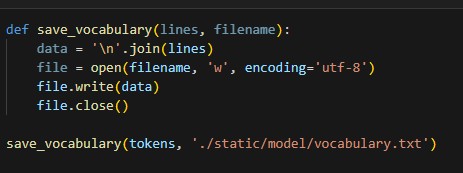 def save_vocabulary(lines, filename):
    data = '\n'.join(lines)
    file = open(filename, 'w', encoding='utf-8')
    file.write(data)
    file.close()

save_vocabulary(tokens, './static/model/vocabulary.txt')